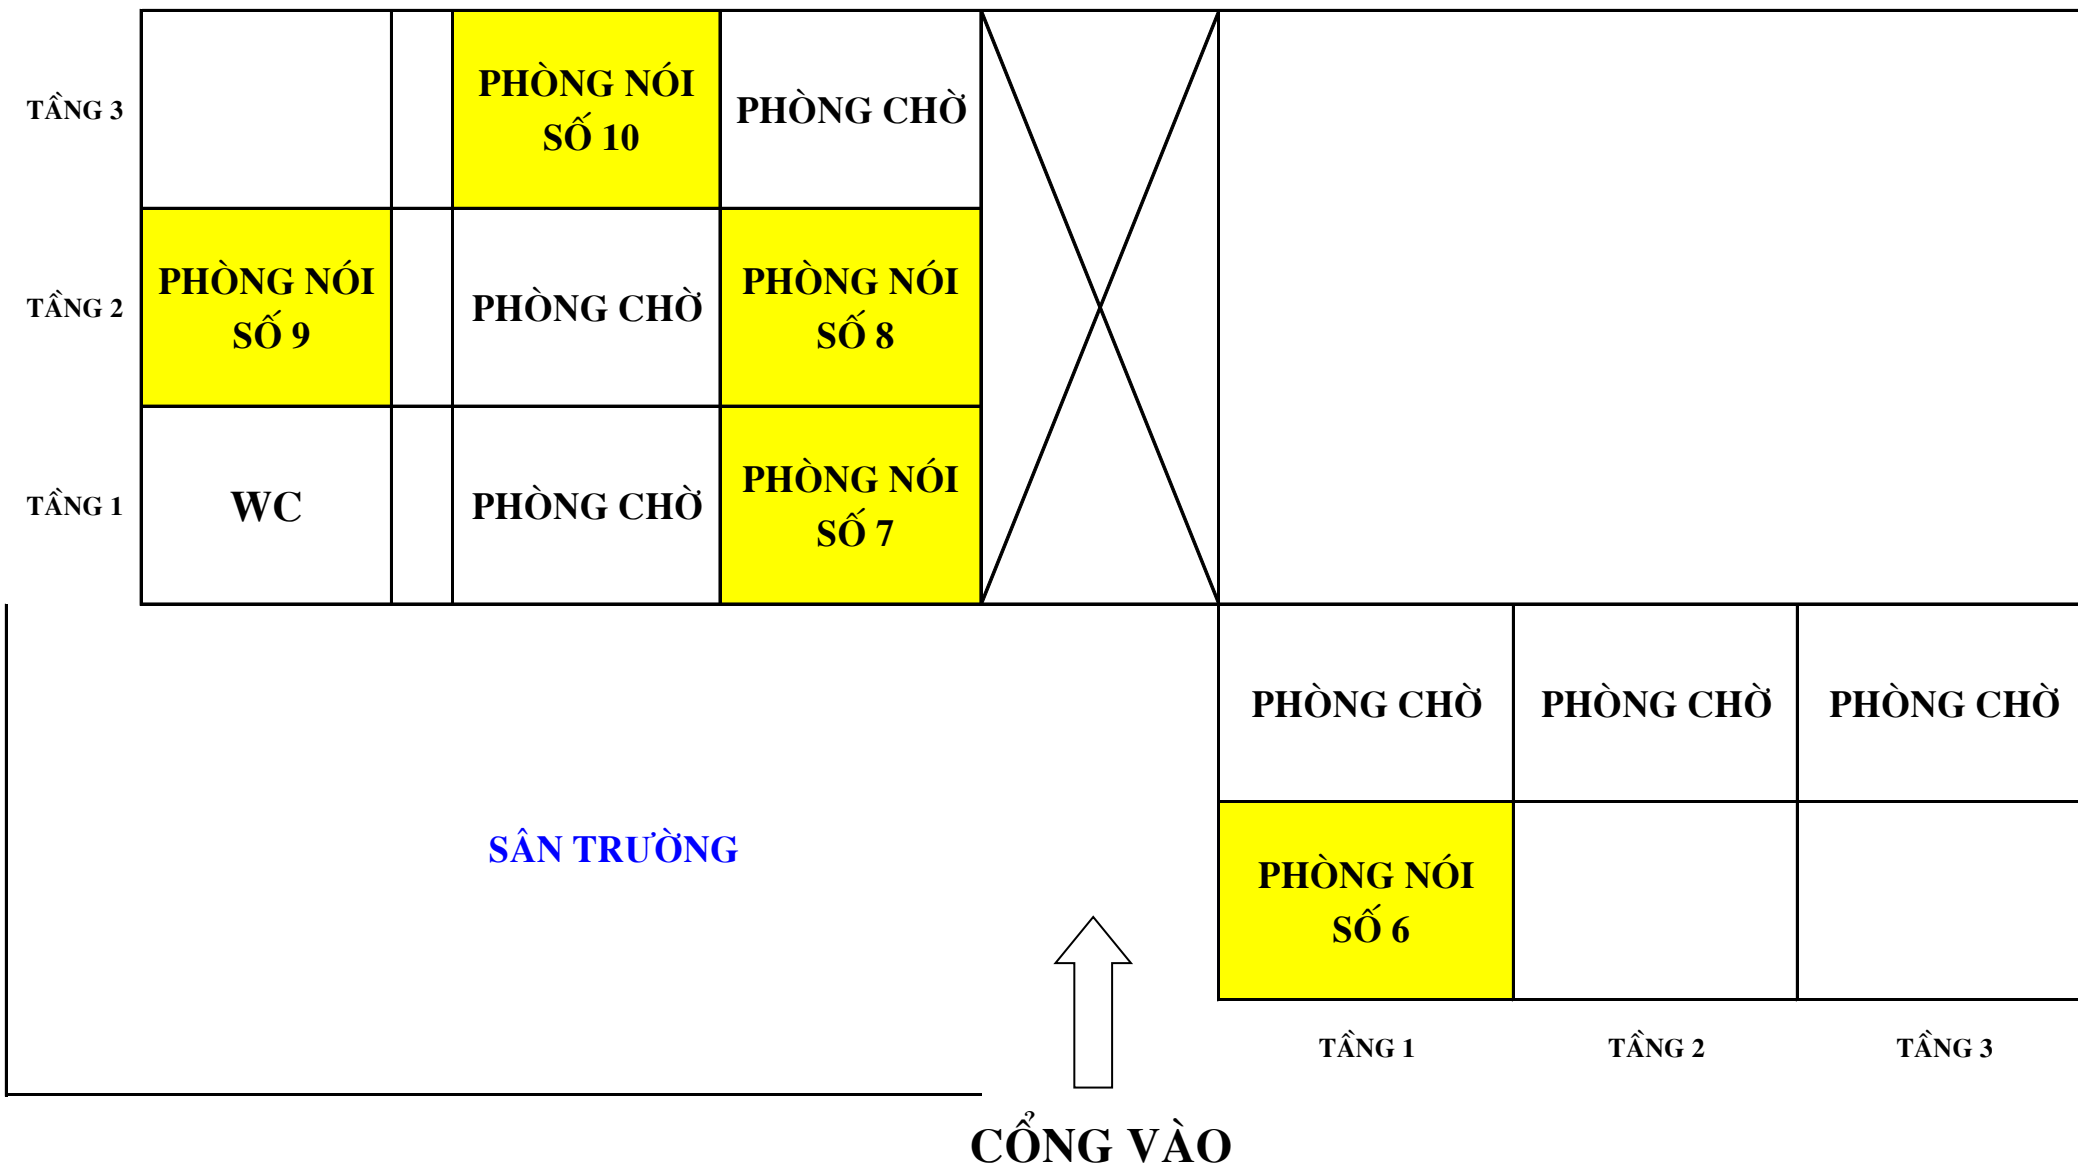 TẦNG 3
PHÒNG NÓI
SỐ 10
PHÒNG CHỜ
TẦNG 2
PHÒNG NÓI
SỐ 9
PHÒNG CHỜ
PHÒNG NÓI
SỐ 8
TẦNG 1
WC
PHÒNG CHỜ
PHÒNG NÓI
SỐ 7
PHÒNG CHỜ
PHÒNG CHỜ
PHÒNG CHỜ
SÂN TRƯỜNG
PHÒNG NÓI
SỐ 6
TẦNG 1
TẦNG 2
TẦNG 3
CỔNG VÀO